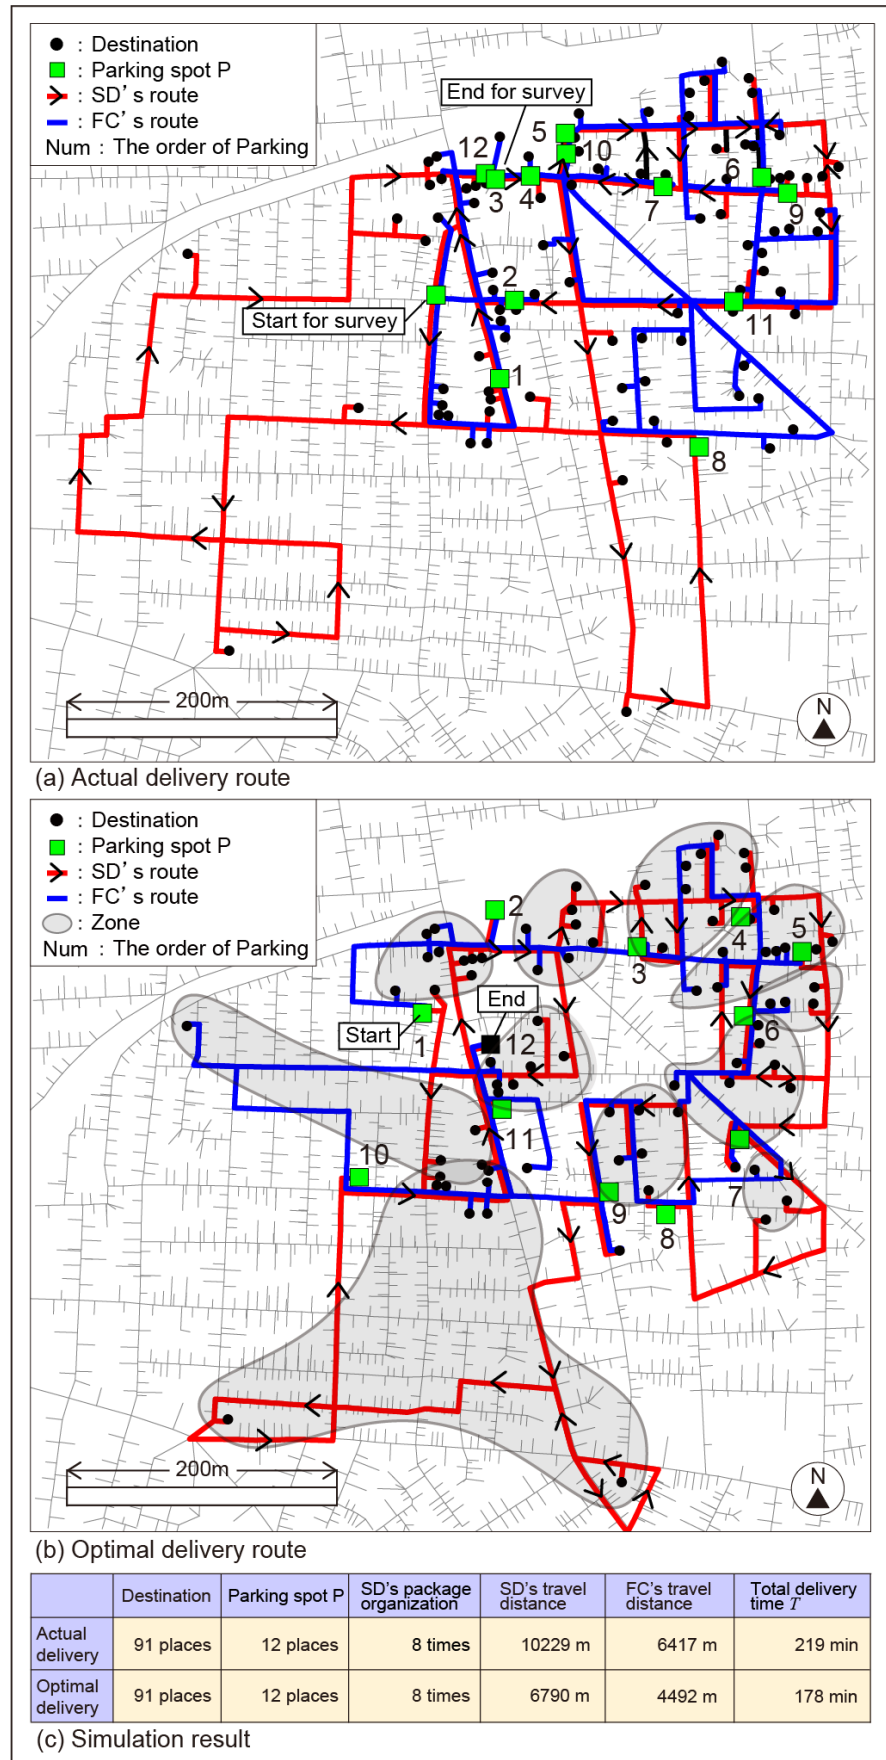 ● : Destination
■ : Parking spot P
: SD's route
: FC's route
Num : The order of Parking
End for survey
5
12
10
3
4
6
7
9
2
Start for survey
11
1
8
200m
N
(a) Actual delivery route
● : Destination
■ : Parking spot P
: SD's route
: FC's route
: Zone
Num : The order of Parking
2
4
5
3
End
Start
1
12
6
11
10
7
9
8
200m
N
(b) Optimal delivery route
Destination Parking spot P SD's package organization SD's travel distance FC's travel distance Total delivery time T
Actual delivery 91 places 12 places 8 times 10229 m 6417 m 219 min
Optimal delivery 91 places 12 places 8 times 6790 m 4492 m 178 min
(c) Simulation result